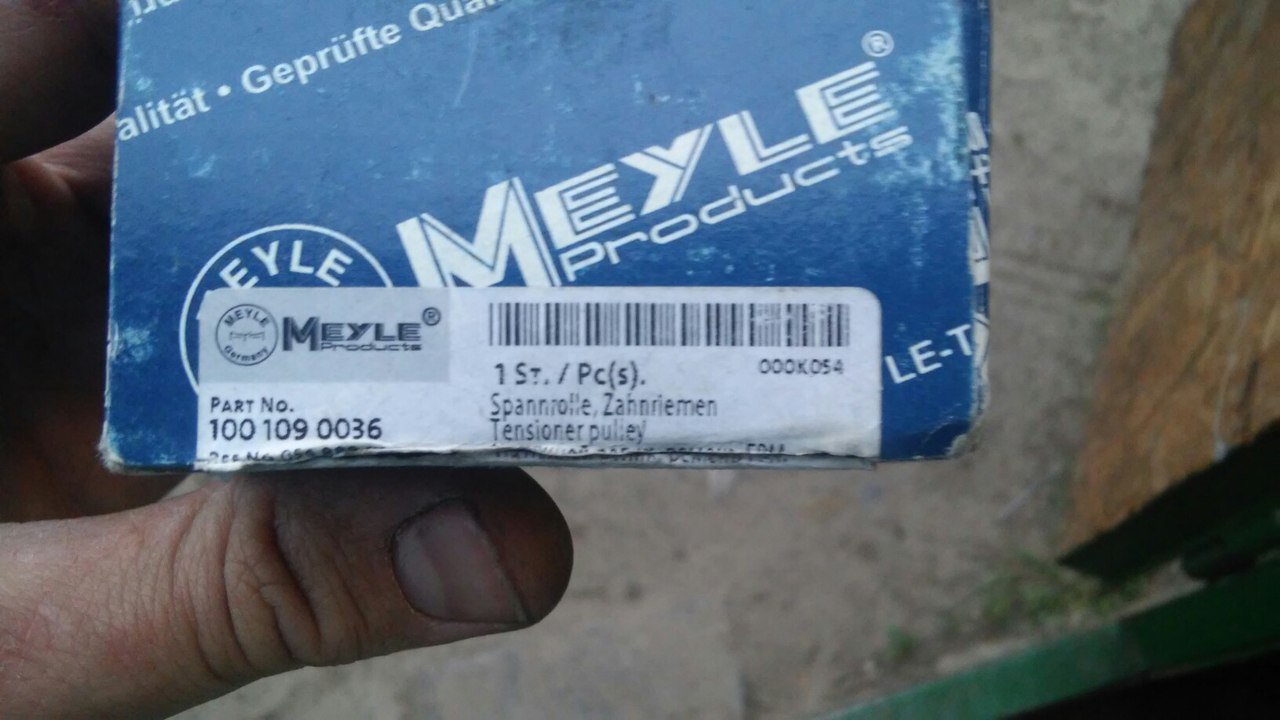 alität • Geprüfte Qua
MEYLE®
Products
MEYLE
LE-T
MEYLE
Germany
MEYLE®
Products
000K054
1 ST. / Pc(s).
PART NO.
100 109 0036
Spannrolle, Zahnriemen
Tensioner pulley